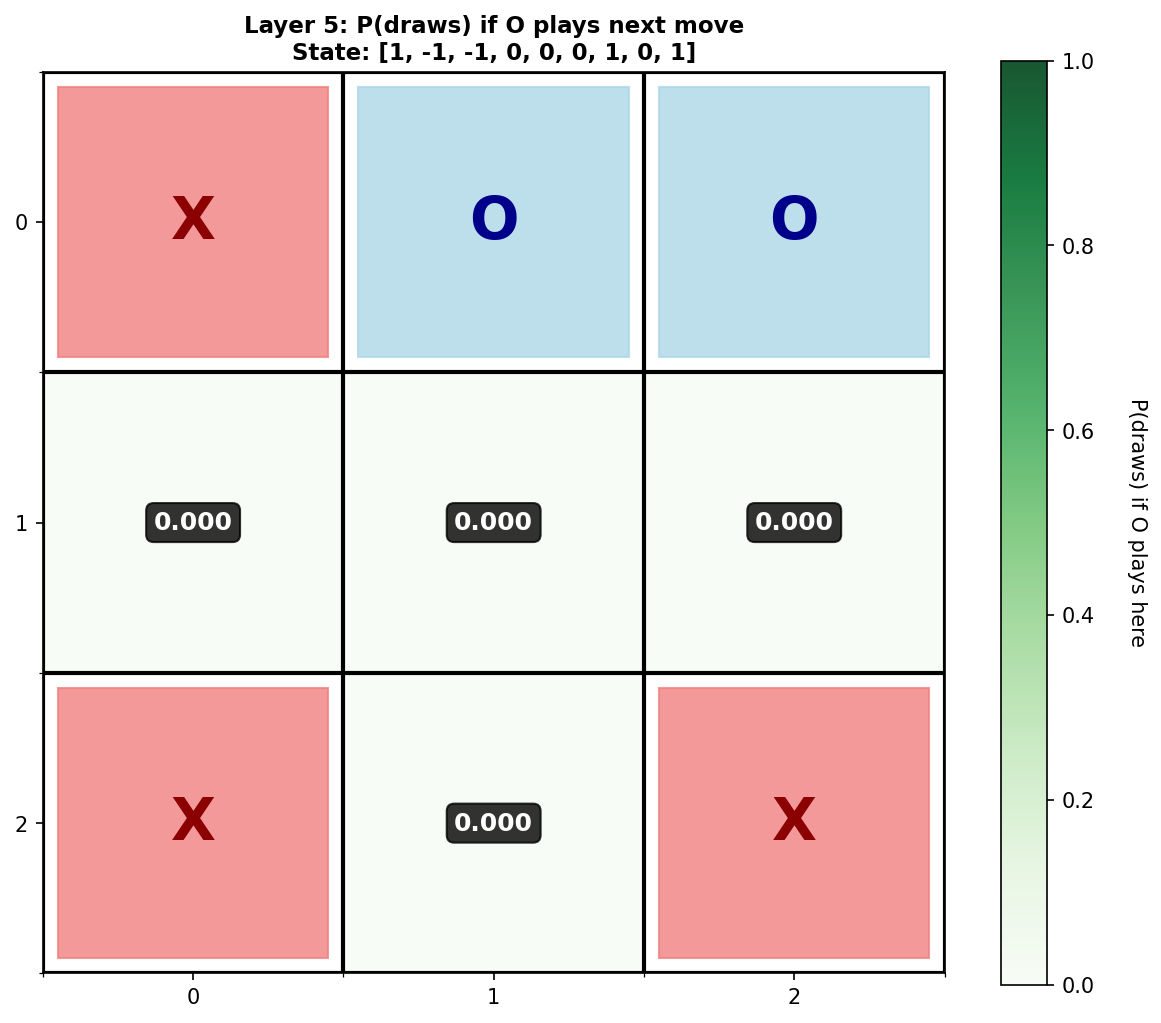 Layer 5: P(draws) if O plays next move
State: [1, -1, -1, 0, 0, 0, 1, 0, 1]
X O O
0
0.000 0.000 0.000
1
X 0.000 X
2
0 1 2
1.0
0.8
0.6
0.4
0.2
0.0
P(draws) if O plays here